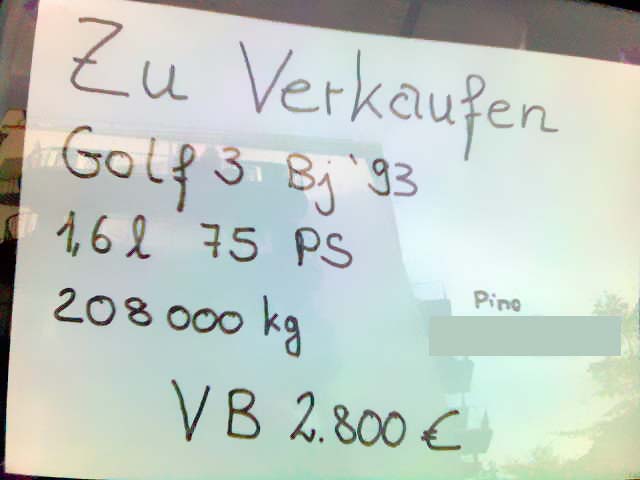 Zu Verkaufen
Golf 3 Bj '93
1,6 l 75 PS
208 000 kg
Pino
VB 2.800 €